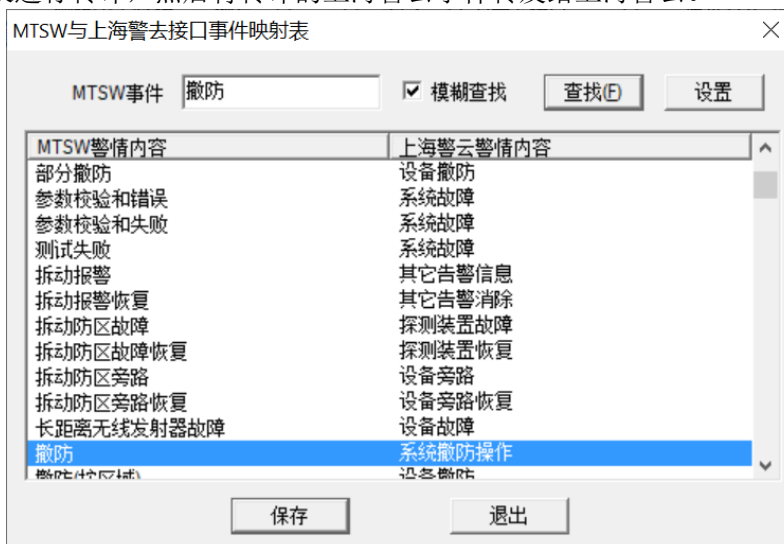 MTSW与上海警去接口事件映射表
MTSW事件 撤防 模糊查找 查找(F) 设置
MTSW警情内容 上海警云警情内容
部分撤防 设备撤防
参数校验和错误 系统故障
参数校验和失败 系统故障
测试失败 系统故障
拆动报警 其它告警信息
拆动报警恢复 其它告警消除
拆动防区故障 探测装置故障
拆动防区故障恢复 探测装置恢复
拆动防区旁路 设备旁路
拆动防区旁路恢复 设备旁路恢复
长距离无线发射器故障 设备故障
撤防 系统撤防操作
设备撤防
保存 退出